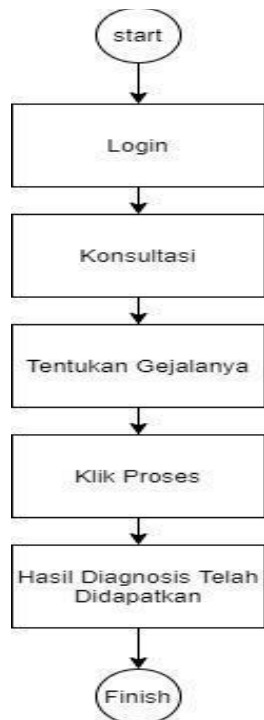 start
Login
Konsultasi
Tentukan Gejalanya
Klik Proses
Hasil Diagnosis Telah
Didapatkan
Finish